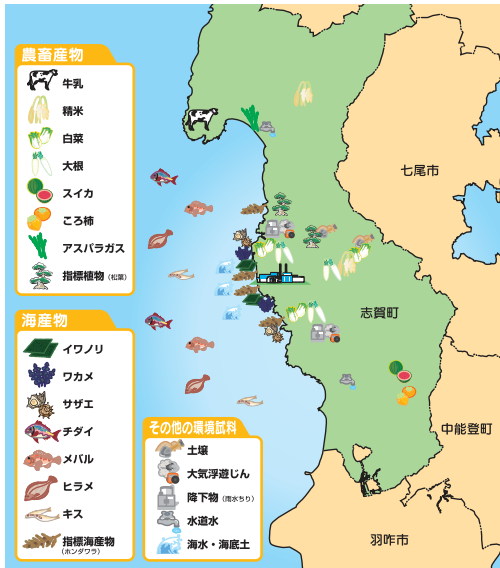 農畜産物
牛乳
精米
白菜
大根
スイカ
ころ柿
アスパラガス
指標植物(松葉)
海産物
イワノリ
ワカメ
サザエ
チダイ
メバル
ヒラメ
キス
指標海産物
(ホンダワラ)
その他の環境試料
土壌
大気浮遊じん
降下物(雨水ちり)
水道水
海水・海底土
七尾市
志賀町
中能登町
羽咋市